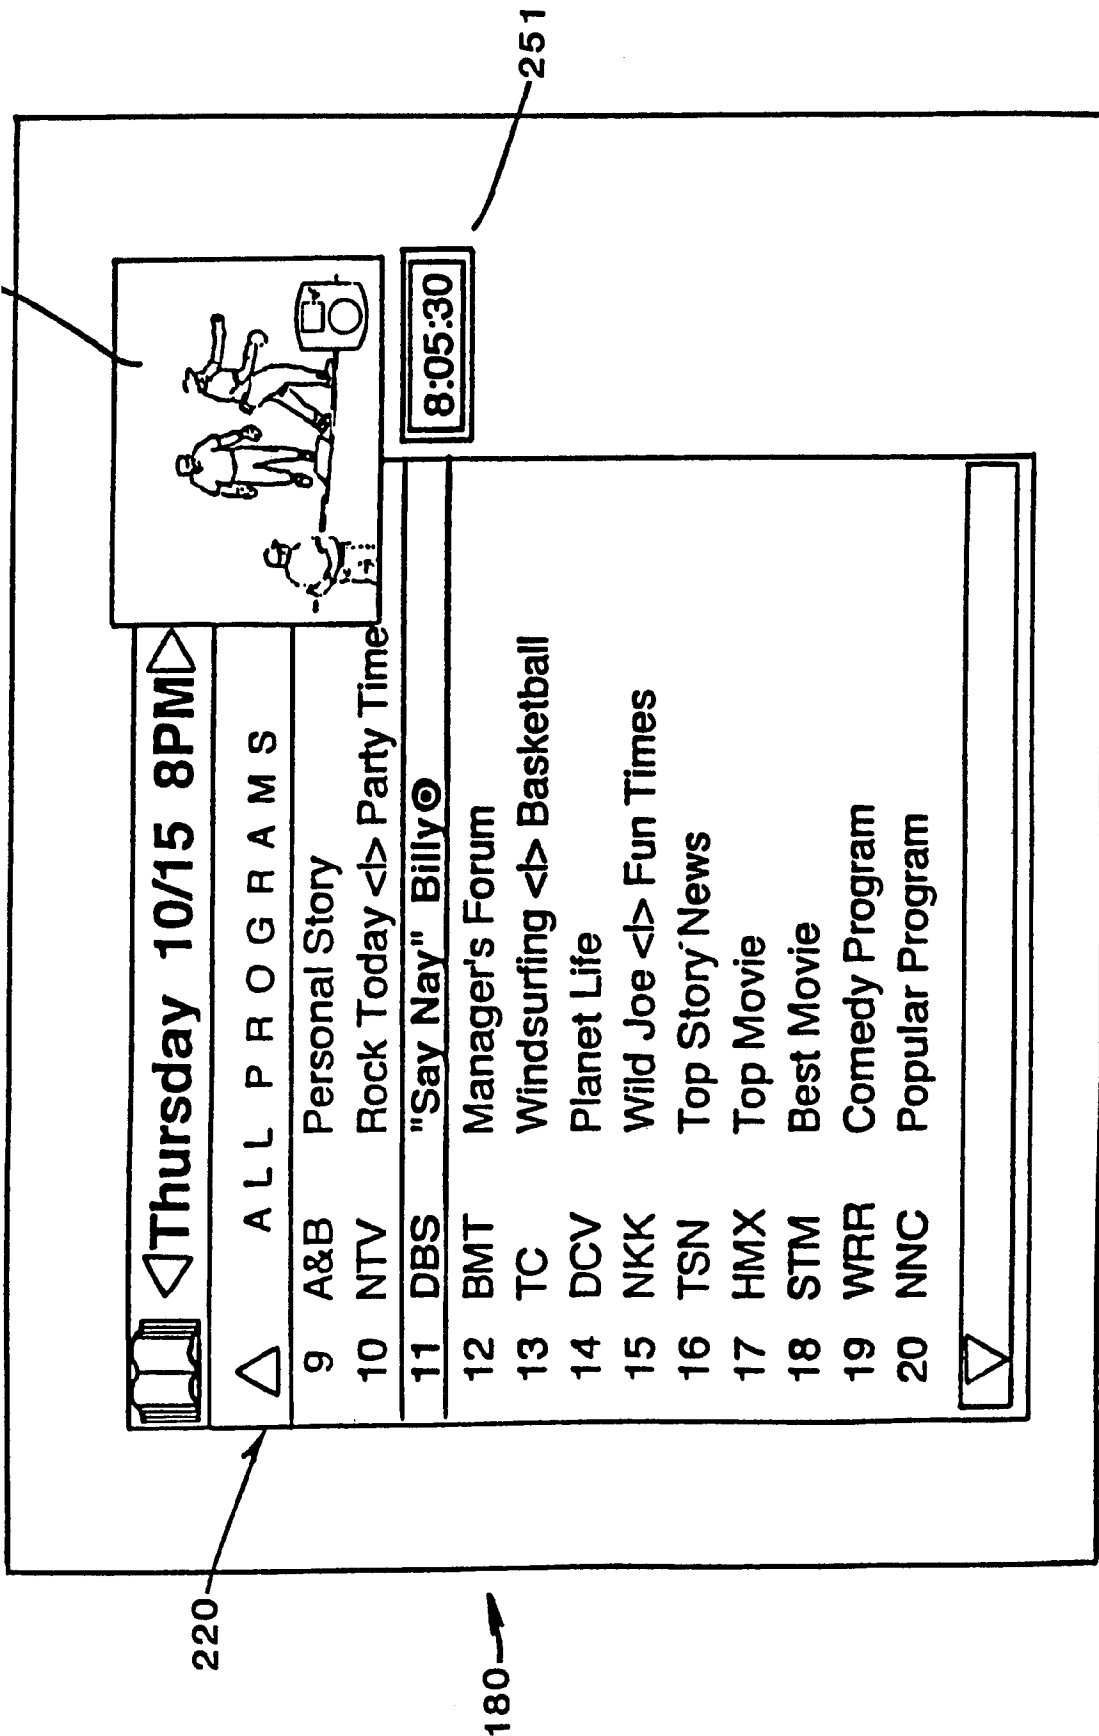 251
◁Thursday 10/15 8PM▷
ALL PROGRAMS
9 A&B Personal Story
10 NTV Rock Today <|> Party Time
11 DBS "Say Nay" Billy◎
8:05:30
12 BMT Manager's Forum
13 TC Windsurfing <|> Basketball
14 DCV Planet Life
15 NKK Wild Joe <|> Fun Times
16 TSN Top Story News
17 HMX Top Movie
18 STM Best Movie
19 WRR Comedy Program
20 NNC Popular Program
220
180